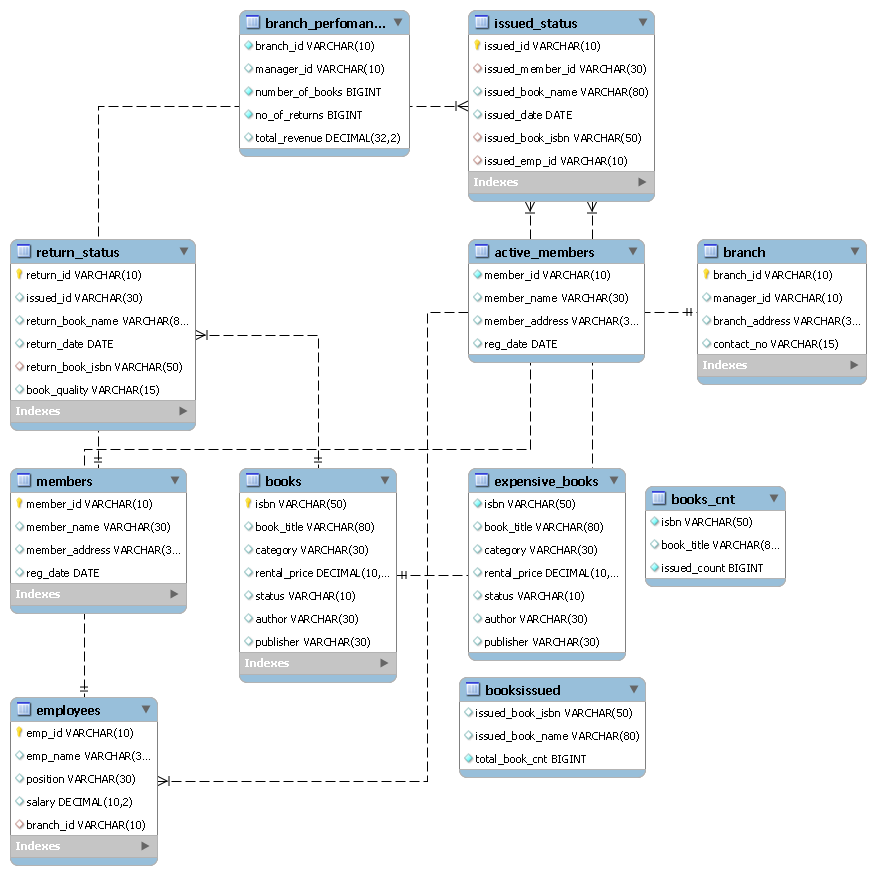 branch_perfoman...
branch_id VARCHAR(10)
manager_id VARCHAR(10)
number_of_books BIGINT
no_of_returns BIGINT
total_revenue DECIMAL(32,2)
issued_status
issued_id VARCHAR(10)
issued_member_id VARCHAR(30)
issued_book_name VARCHAR(80)
issued_date DATE
issued_book_isbn VARCHAR(50)
issued_emp_id VARCHAR(10)
Indexes
return_status
return_id VARCHAR(10)
issued_id VARCHAR(30)
return_book_name VARCHAR(8...
return_date DATE
return_book_isbn VARCHAR(50)
book_quality VARCHAR(15)
Indexes
active_members
member_id VARCHAR(10)
member_name VARCHAR(30)
member_address VARCHAR(3...
reg_date DATE
branch
branch_id VARCHAR(10)
manager_id VARCHAR(10)
branch_address VARCHAR(3...
contact_no VARCHAR(15)
Indexes
members
member_id VARCHAR(10)
member_name VARCHAR(30)
member_address VARCHAR(3...
reg_date DATE
Indexes
books
isbn VARCHAR(50)
book_title VARCHAR(80)
category VARCHAR(30)
rental_price DECIMAL(10,...
status VARCHAR(10)
author VARCHAR(30)
publisher VARCHAR(30)
Indexes
expensive_books
isbn VARCHAR(50)
book_title VARCHAR(80)
category VARCHAR(30)
rental_price DECIMAL(10,...
status VARCHAR(10)
author VARCHAR(30)
publisher VARCHAR(30)
books_cnt
isbn VARCHAR(50)
book_title VARCHAR(8...
issued_count BIGINT
employees
emp_id VARCHAR(10)
emp_name VARCHAR(3...
position VARCHAR(30)
salary DECIMAL(10,2)
branch_id VARCHAR(10)
Indexes
booksissued
issued_book_isbn VARCHAR(50)
issued_book_name VARCHAR(80)
total_book_cnt BIGINT